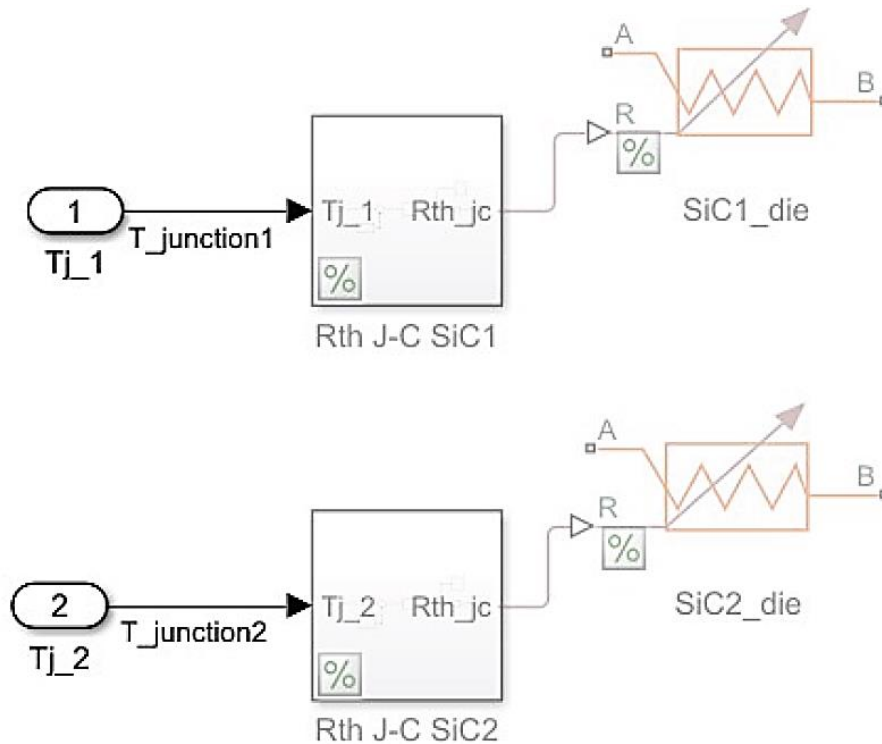 A
B
R
%
SiC1_die
1
T_junction1
Tj_1
Tj_1 Rth_jc
%
Rth J-C SiC1
A
B
R
%
SiC2_die
2
T_junction2
Tj_2
Tj_2 Rth_jc
%
Rth J-C SiC2